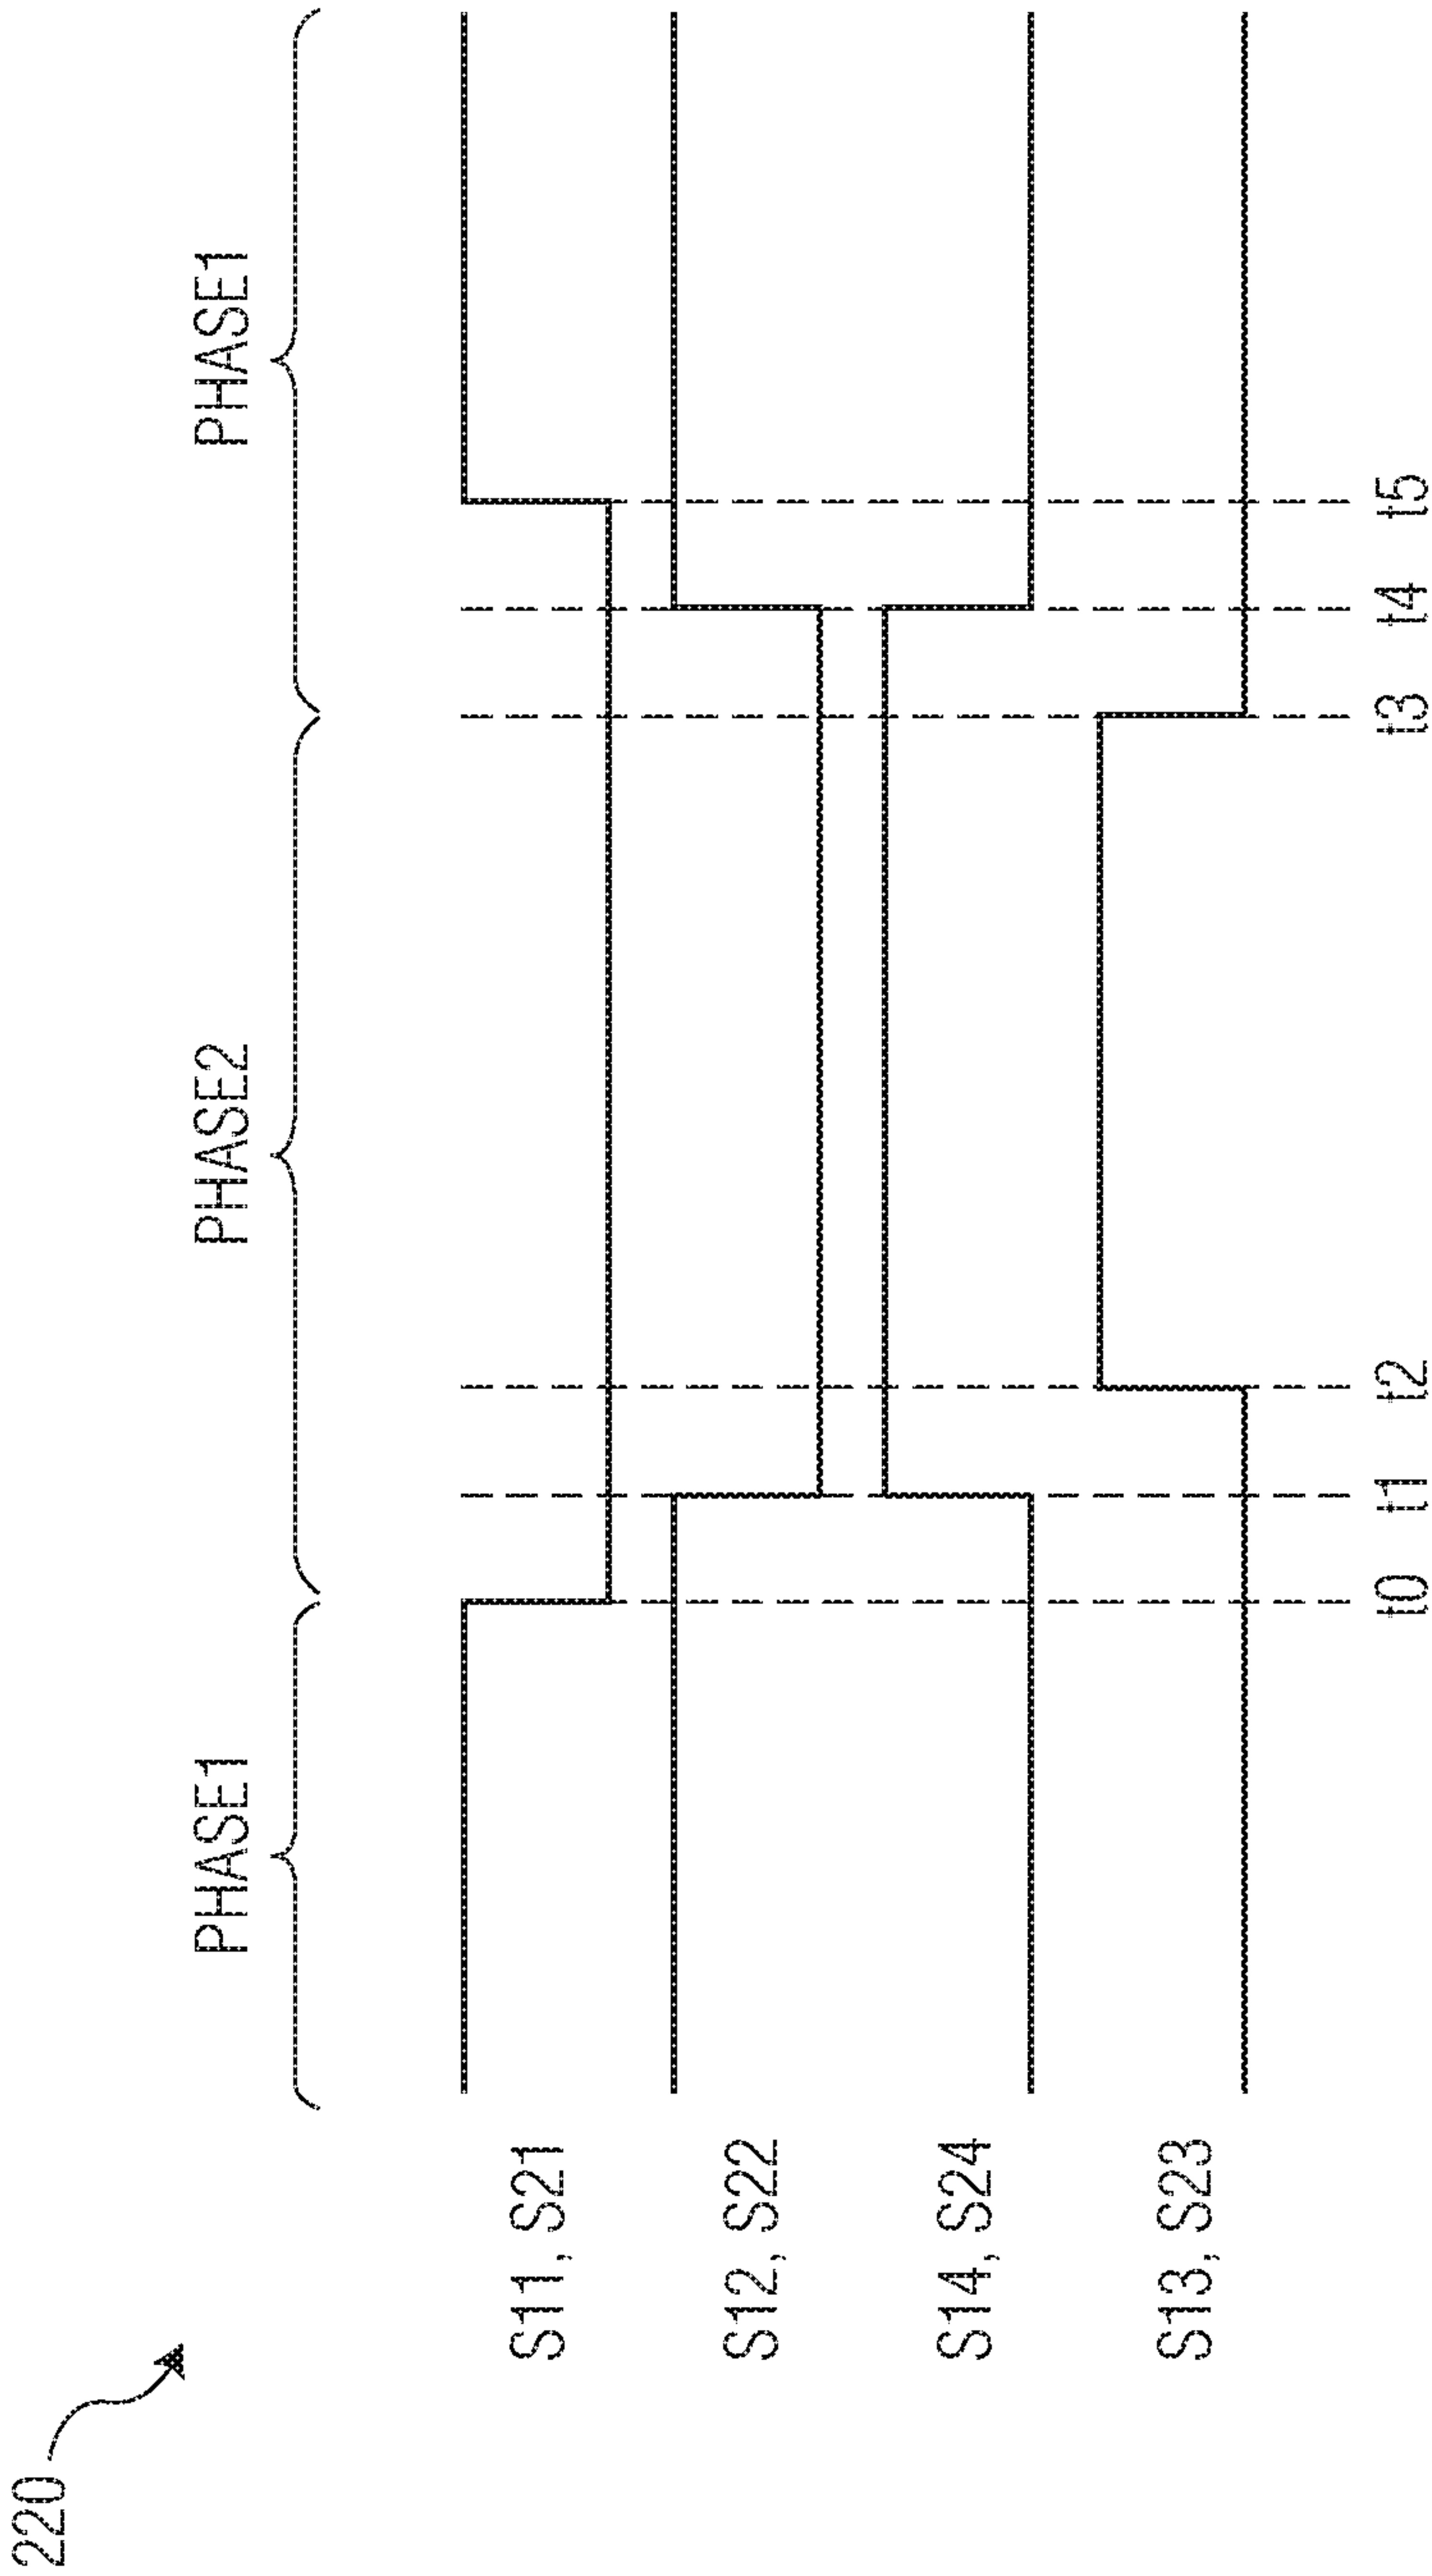 220
PHASE1
PHASE2
PHASE1
S11, S21
S12, S22
S14, S24
S13, S23
t0
t1
t2
t3
t4
t5